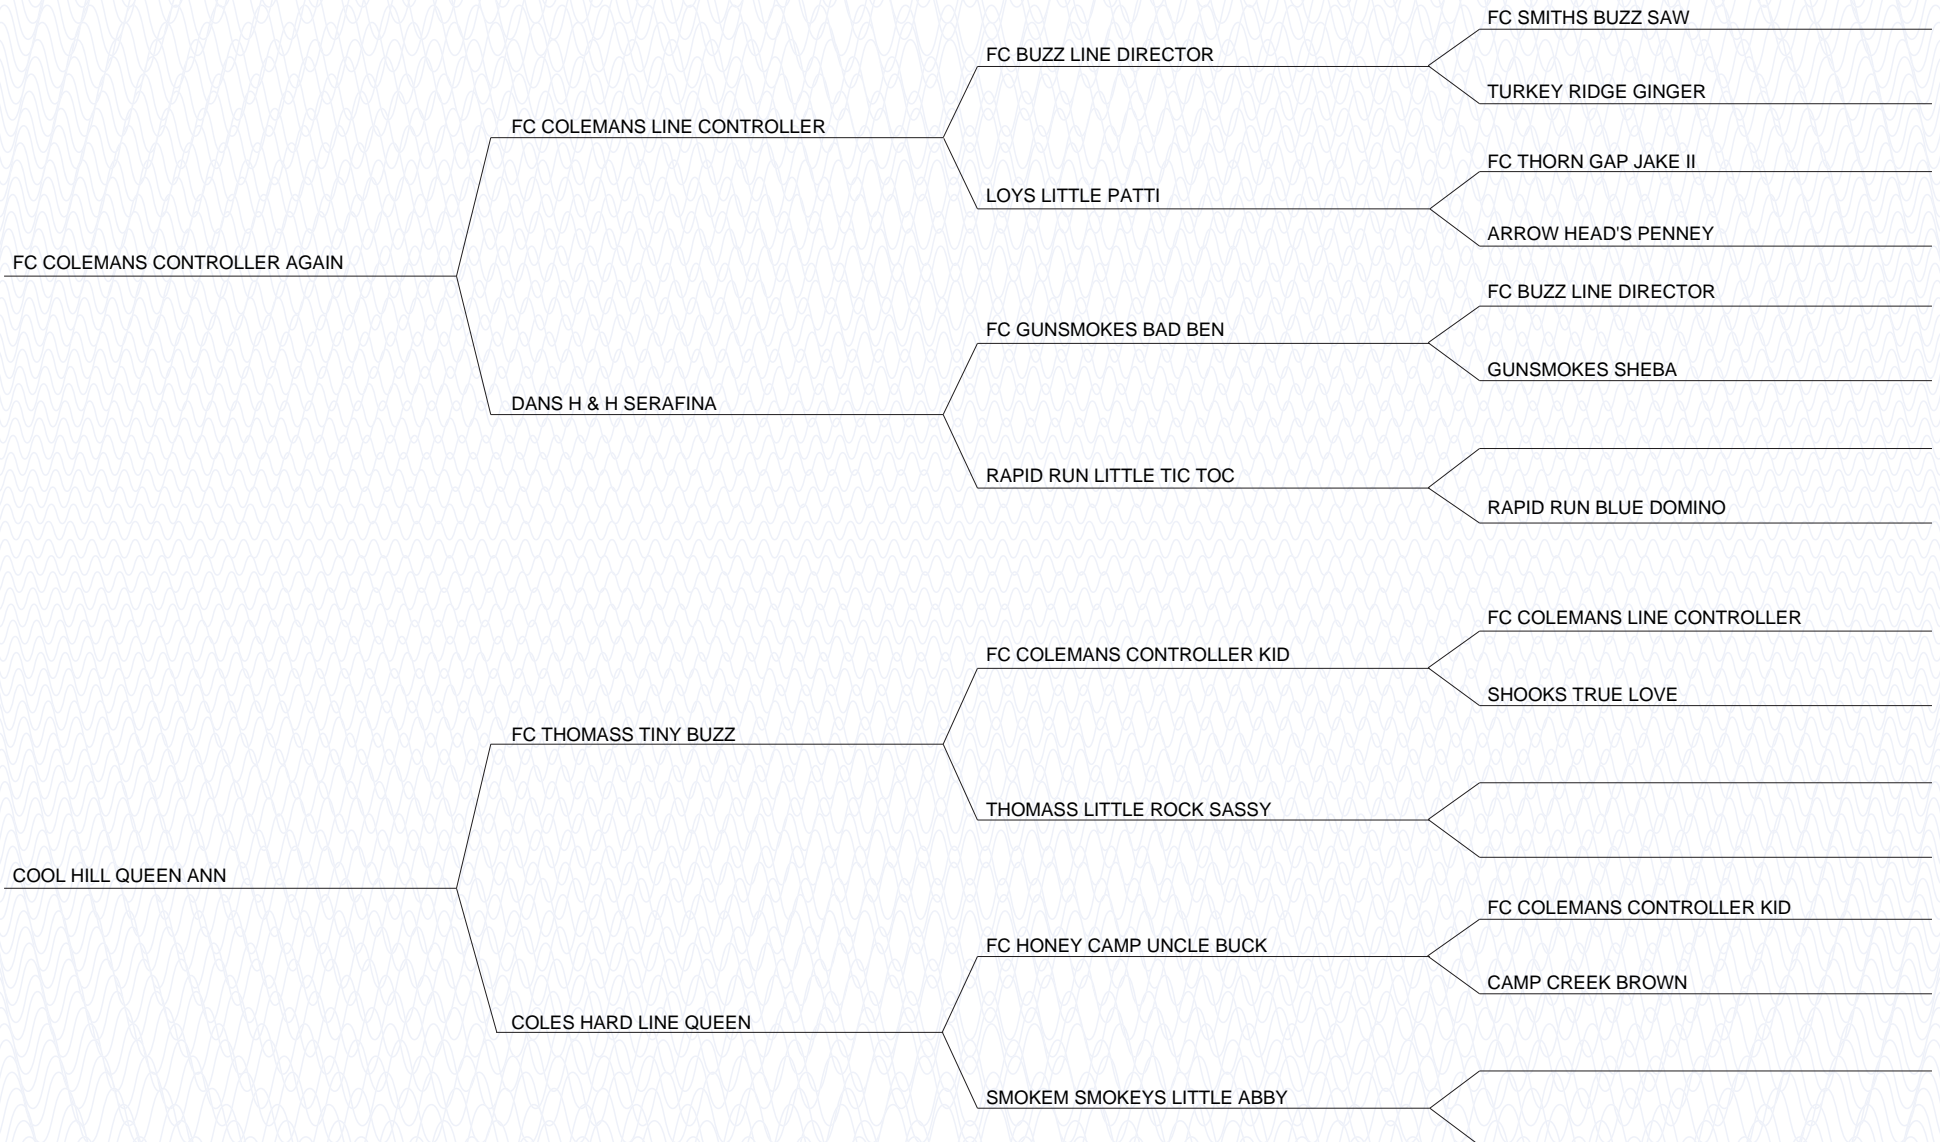 FC SMITHS BUZZ SAW
FC BUZZ LINE DIRECTOR
TURKEY RIDGE GINGER
FC COLEMANS LINE CONTROLLER
FC THORN GAP JAKE II
LOYS LITTLE PATTI
ARROW HEAD'S PENNEY
FC COLEMANS CONTROLLER AGAIN
FC BUZZ LINE DIRECTOR
FC GUNSMOKES BAD BEN
GUNSMOKES SHEBA
DANS H & H SERAFINA
RAPID RUN LITTLE TIC TOC
RAPID RUN BLUE DOMINO
FC COLEMANS LINE CONTROLLER
FC COLEMANS CONTROLLER KID
SHOOKS TRUE LOVE
FC THOMASS TINY BUZZ
THOMASS LITTLE ROCK SASSY
COOL HILL QUEEN ANN
FC COLEMANS CONTROLLER KID
FC HONEY CAMP UNCLE BUCK
CAMP CREEK BROWN
COLES HARD LINE QUEEN
SMOKEM SMOKEYS LITTLE ABBY